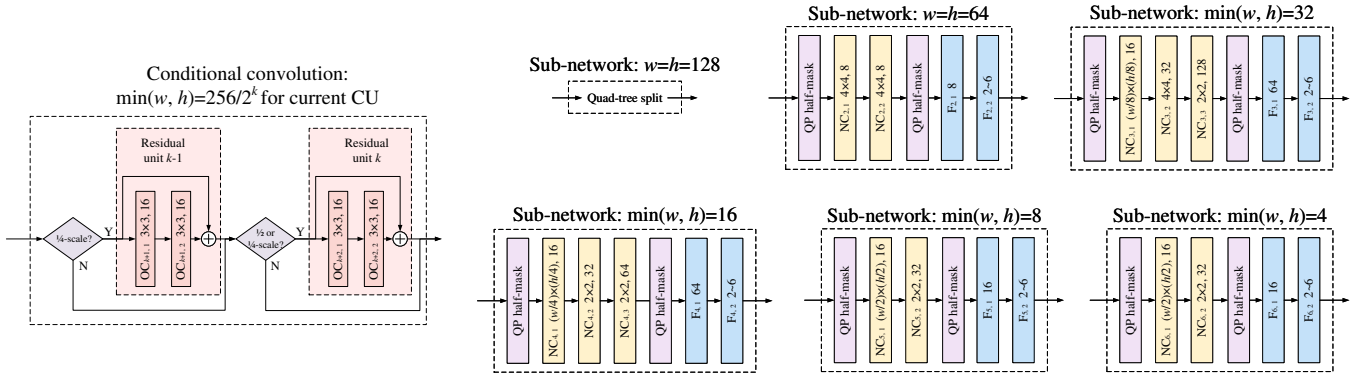 Conditional convolution:
min(w, h)=256/2^k for current CU
¼-scale?
Y
N
Residual
unit k-1
OC_{k+1, 1} 3×3, 16
OC_{k+1, 2} 3×3, 16
½ or
¼-scale?
Y
N
Residual
unit k
OC_{k+2, 1} 3×3, 16
OC_{k+2, 2} 3×3, 16
Sub-network: w=h=128
Quad-tree split
Sub-network: w=h=64
QP half-mask
NC_{2, 1} 4×4, 8
NC_{2, 2} 4×4, 8
QP half-mask
F_{2, 1} 8
F_{2, 2} 2~6
Sub-network: min(w, h)=32
QP half-mask
NC_{3, 1} (w/8)×(h/8), 16
NC_{3, 2} 4×4, 32
NC_{3, 3} 2×2, 128
QP half-mask
F_{3, 1} 64
F_{3, 2} 2~6
Sub-network: min(w, h)=16
QP half-mask
NC_{4, 1} (w/4)×(h/4), 16
NC_{4, 2} 2×2, 32
NC_{4, 3} 2×2, 64
QP half-mask
F_{4, 1} 64
F_{4, 2} 2~6
Sub-network: min(w, h)=8
QP half-mask
NC_{5, 1} (w/2)×(h/2), 16
NC_{5, 2} 2×2, 32
QP half-mask
F_{5, 1} 16
F_{5, 2} 2~6
Sub-network: min(w, h)=4
QP half-mask
NC_{6, 1} (w/2)×(h/2), 16
NC_{6, 2} 2×2, 32
QP half-mask
F_{6, 1} 16
F_{6, 2} 2~6